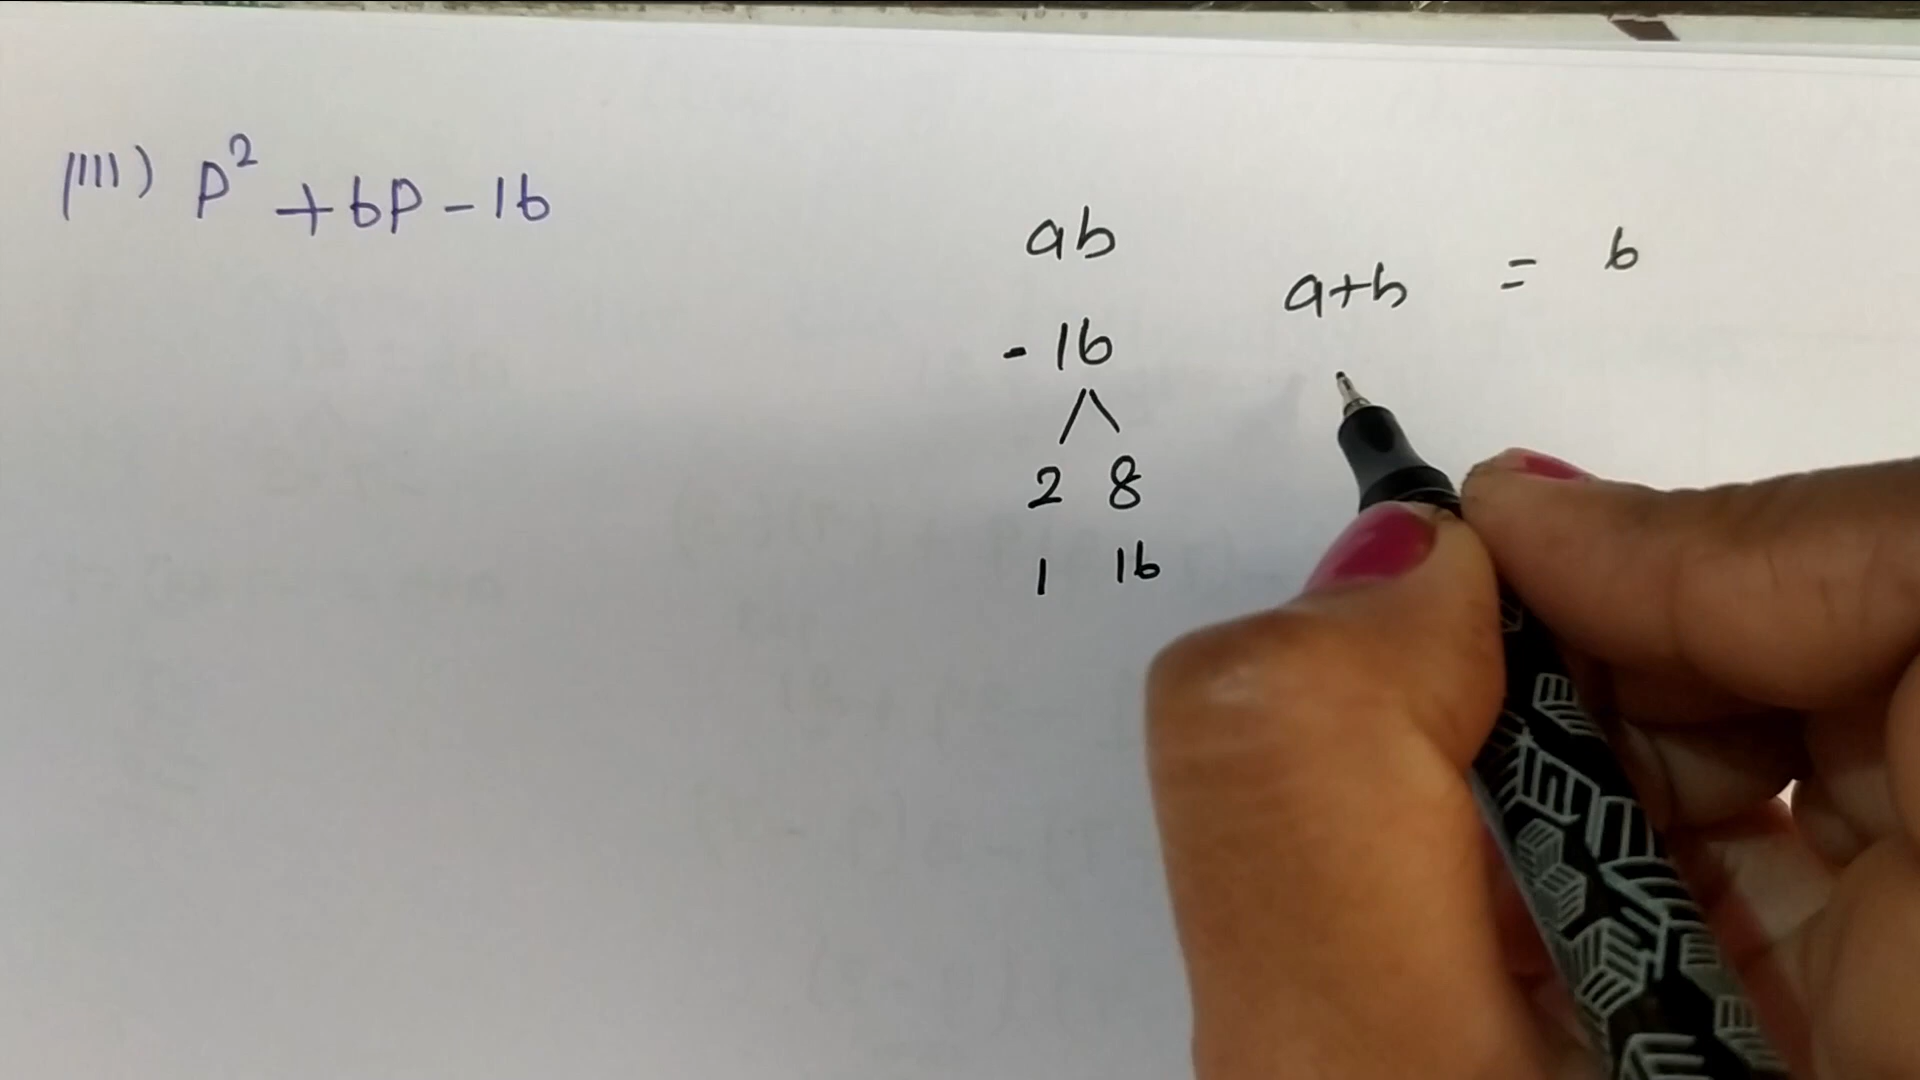 (iii) p² + 6p - 16
ab
a+b = 6
- 16
2 8
1 16